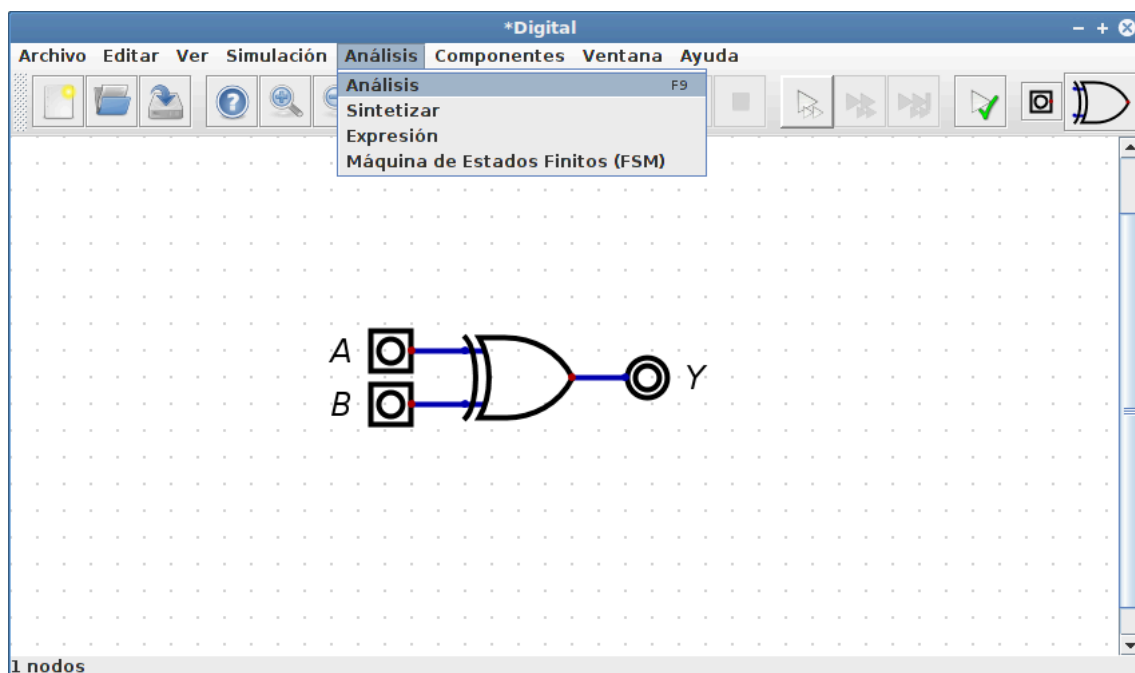 *Digital
Archivo Editar Ver Simulación Análisis Componentes Ventana Ayuda
Análisis F9
Sintetizar
Expresión
Máquina de Estados Finitos (FSM)
A
B
Y
1 nodos